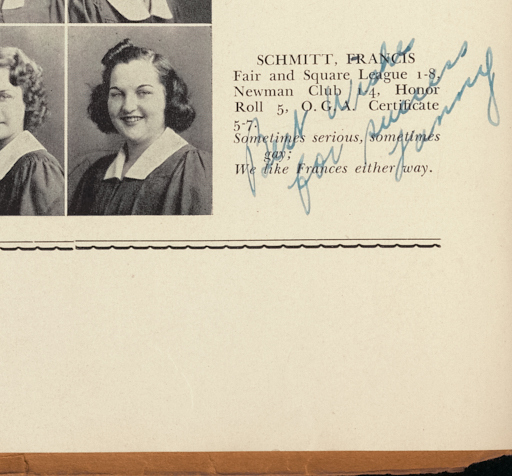 SCHMITT, FRANCIS
Fair and Square League 1-8,
Newman Club 1-4, Honor
Roll 5, O. G. A. Certificate
5-7.
Sometimes serious, sometimes
gay;
We like Frances either way.
Best Wishes
for success
Fanny